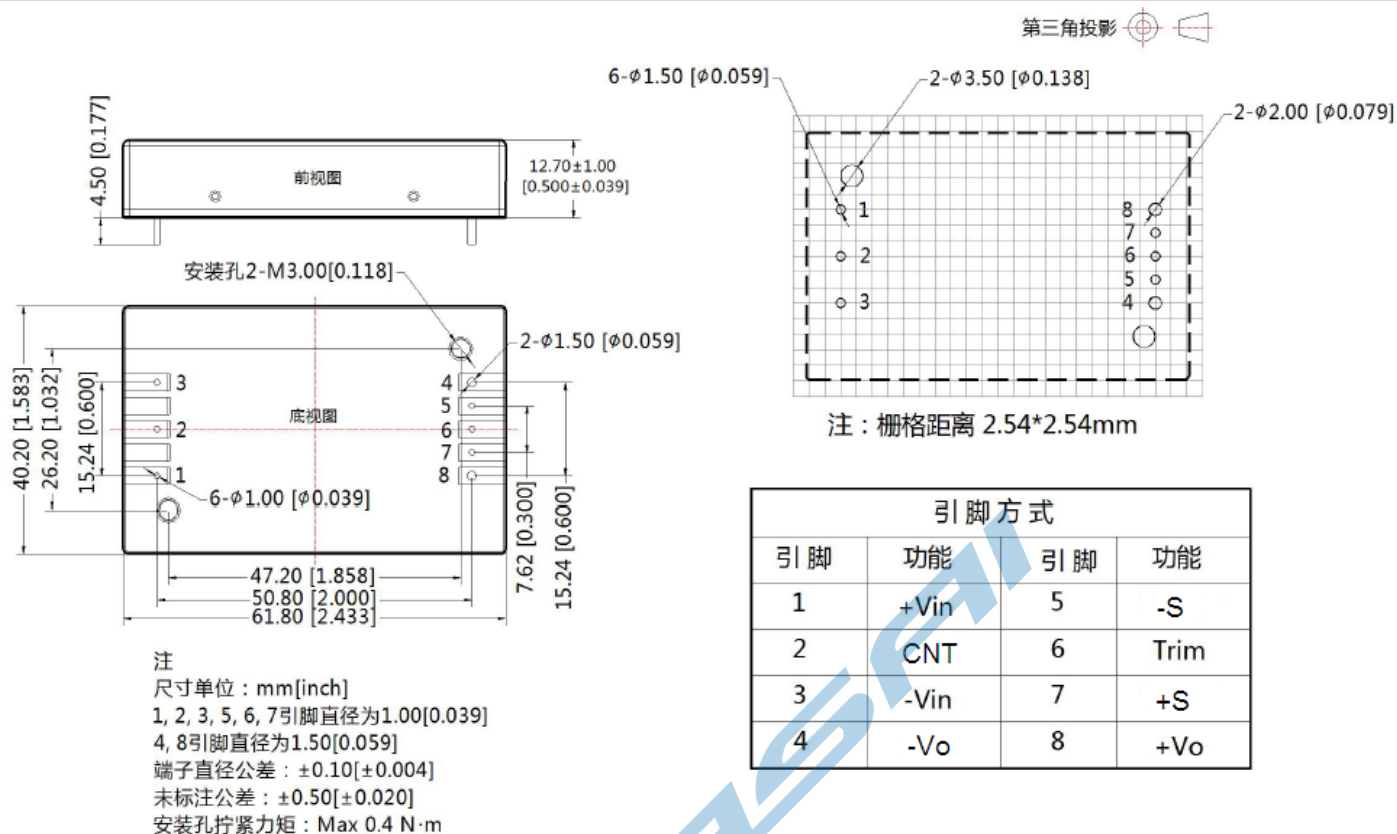 第三角投影
6-ϕ1.50 [ϕ0.059]
2-ϕ3.50 [ϕ0.138]
2-ϕ2.00 [ϕ0.079]
4.50 [0.177]
前视图
12.70±1.00
[0.500±0.039]
1
2
3
8
7
6
5
4
注：栅格距离 2.54*2.54mm
安装孔2-M3.00[0.118]
2-ϕ1.50 [ϕ0.059]
40.20 [1.583]
26.20 [1.032]
15.24 [0.600]
3
2
1
底视图
4
5
6
7
8
6-ϕ1.00 [ϕ0.039]
7.62 [0.300]
15.24 [0.600]
47.20 [1.858]
50.80 [2.000]
61.80 [2.433]
注
尺寸单位：mm[inch]
1, 2, 3, 5, 6, 7引脚直径为1.00[0.039]
4, 8引脚直径为1.50[0.059]
端子直径公差：±0.10[±0.004]
未标注公差：±0.50[±0.020]
安装孔拧紧力矩：Max 0.4 N·m
引脚方式
引脚 功能 引脚 功能
1 +Vin 5 -S
2 CNT 6 Trim
3 -Vin 7 +S
4 -Vo 8 +Vo